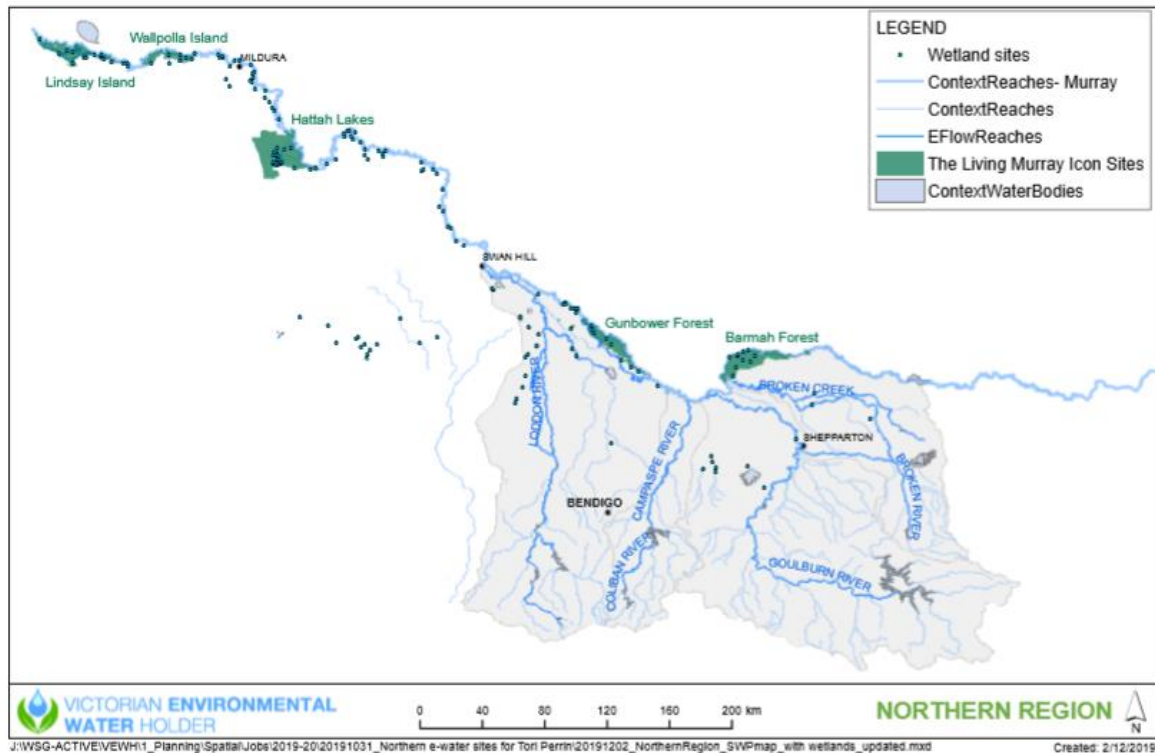 LEGEND
Wetland sites
ContextReaches- Murray
ContextReaches
EFlowReaches
The Living Murray Icon Sites
ContextWaterBodies
Wallpolla Island
MILDURA
Lindsay Island
Hattah Lakes
SWAN HILL
Gunbower Forest
Barmah Forest
BROKEN CREEK
LODDON RIVER
SHEPPARTON
CAMPASPE RIVER
BROKEN RIVER
BENDIGO
COLIBAN RIVER
GOULBURN RIVER
VICTORIAN ENVIRONMENTAL
WATER HOLDER
0 40 80 120 160 200 km
NORTHERN REGION
N
J:\WSG-ACTIVE\VEWH\1_Planning\Spatial\Jobs\2019-20\20191031_Northern e-water sites for Tori Perrin\20191202_NorthernRegion_SWPmap_with wetlands_updated.mxd
Created: 2/12/2019